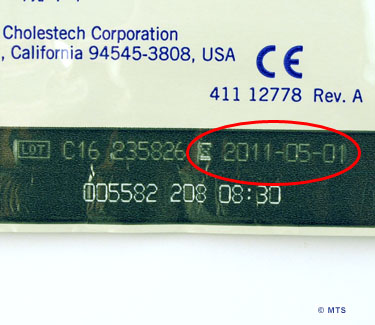 Cholestech Corporation
, California 94545-3808, USA
CE
411 12778 Rev. A
LOT C16 235826 2011-05-01
005582 208 08:30
© MTS